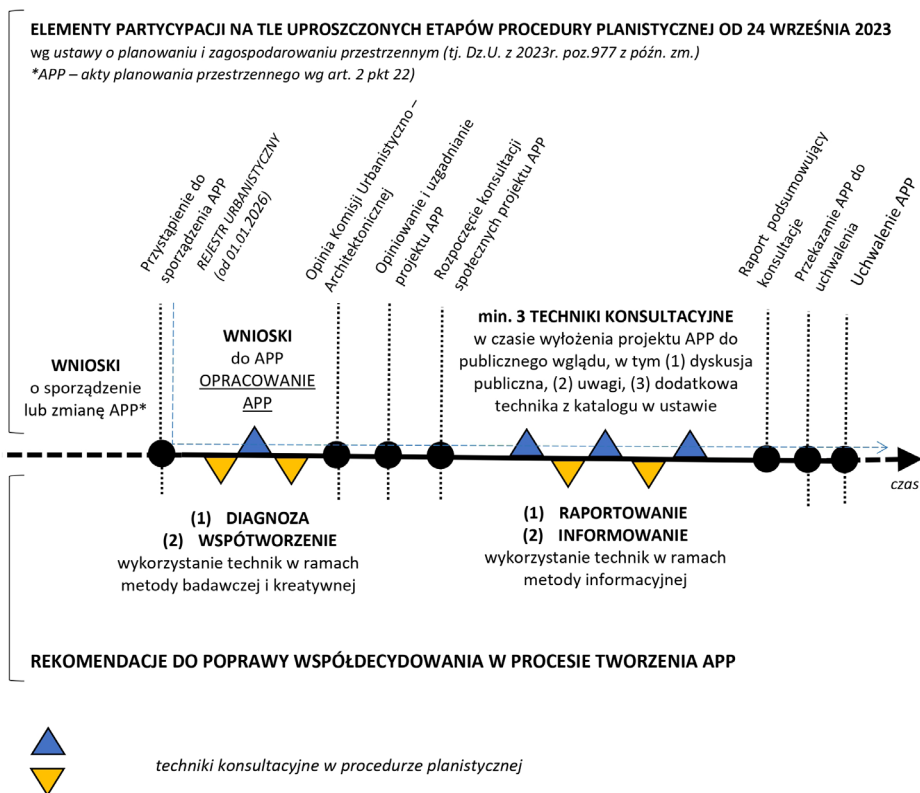 ELEMENTY PARTYCYPACJI NA TLE UPROSZCZONYCH ETAPÓW PROCEDURY PLANISTYCZNEJ OD 24 WRZEŚNIA 2023
wg ustawy o planowaniu i zagospodarowaniu przestrzennym (tj. Dz.U. z 2023r. poz.977 z późn. zm.)
*APP – akty planowania przestrzennego wg art. 2 pkt 22)
Przystąpienie do
sporządzenia APP
REJESTR URBANISTYCZNY
(od 01.01.2026)
Opinia Komisji Urbanistyczno –
Architektonicznej
Opiniowanie i uzgadnianie
projektu APP
Rozpoczęcie konsultacji
społecznych projektu APP
Raport podsumowujący
konsultacje
Przekazanie APP do
uchwalenia
Uchwalenie APP
WNIOSKI
o sporządzenie
lub zmianę APP*
WNIOSKI
do APP
OPRACOWANIE
APP
min. 3 TECHNIKI KONSULTACYJNE
w czasie wyłożenia projektu APP do
publicznego wglądu, w tym (1) dyskusja
publiczna, (2) uwagi, (3) dodatkowa
technika z katalogu w ustawie
czas
(1) DIAGNOZA
(2) WSPÓTWORZENIE
wykorzystanie technik w ramach
metody badawczej i kreatywnej
(1) RAPORTOWANIE
(2) INFORMOWANIE
wykorzystanie technik w ramach
metody informacyjnej
REKOMENDACJE DO POPRAWY WSPÓŁDECYDOWANIA W PROCESIE TWORZENIA APP
techniki konsultacyjne w procedurze planistycznej